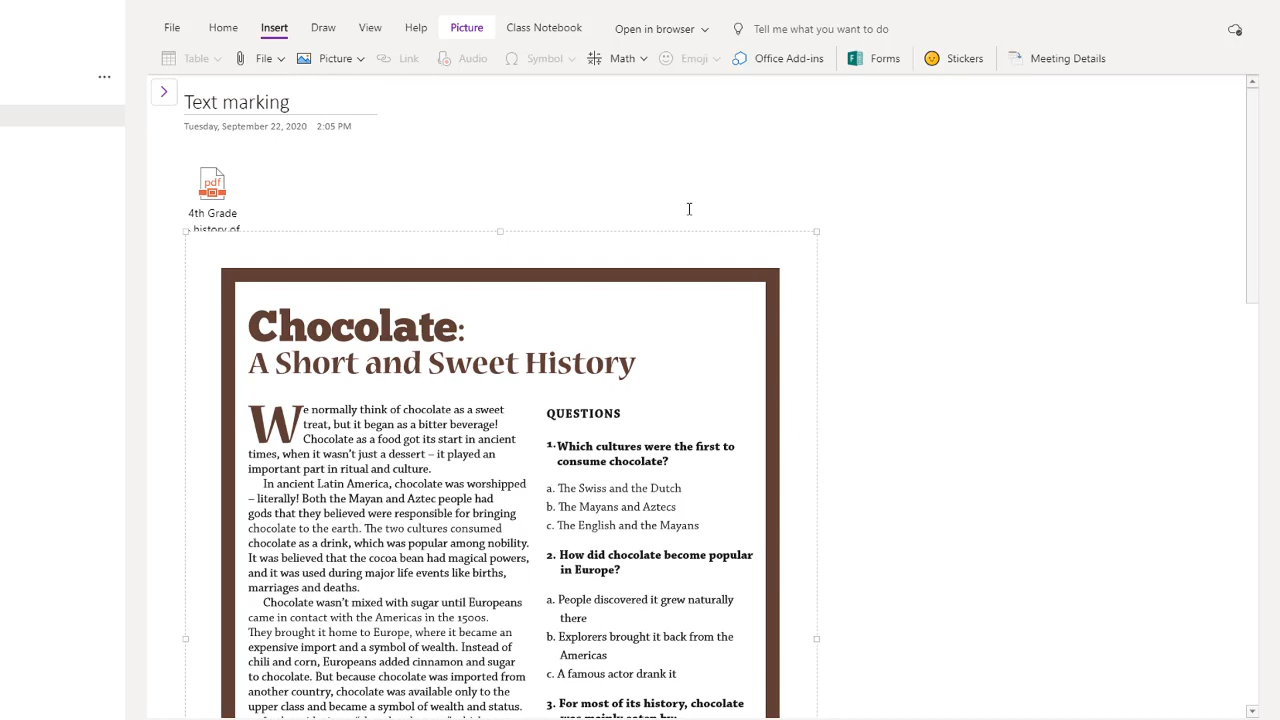 File Home Insert Draw View Help Picture Class Notebook Open in browser Tell me what you want to do
Table File Picture Link Audio Symbol Math Emoji Office Add-ins Forms Stickers Meeting Details
Text marking
Tuesday, September 22, 2020 2:05 PM
pdf
4th Grade
- history of
Chocolate:
A Short and Sweet History
We normally think of chocolate as a sweet
treat, but it began as a bitter beverage!
Chocolate as a food got its start in ancient
times, when it wasn't just a dessert – it played an
important part in ritual and culture.
In ancient Latin America, chocolate was worshipped
– literally! Both the Mayan and Aztec people had
gods that they believed were responsible for bringing
chocolate to the earth. The two cultures consumed
chocolate as a drink, which was popular among nobility.
It was believed that the cocoa bean had magical powers,
and it was used during major life events like births,
marriages and deaths.
Chocolate wasn't mixed with sugar until Europeans
came in contact with the Americas in the 1500s.
They brought it home to Europe, where it became an
expensive import and a symbol of wealth. Instead of
chili and corn, Europeans added cinnamon and sugar
to chocolate. But because chocolate was imported from
another country, chocolate was available only to the
upper class and became a symbol of wealth and status.
QUESTIONS
1. Which cultures were the first to
consume chocolate?
a. The Swiss and the Dutch
b. The Mayans and Aztecs
c. The English and the Mayans
2. How did chocolate become popular
in Europe?
a. People discovered it grew naturally
there
b. Explorers brought it back from the
Americas
c. A famous actor drank it
3. For most of its history, chocolate
was mainly eaten by: